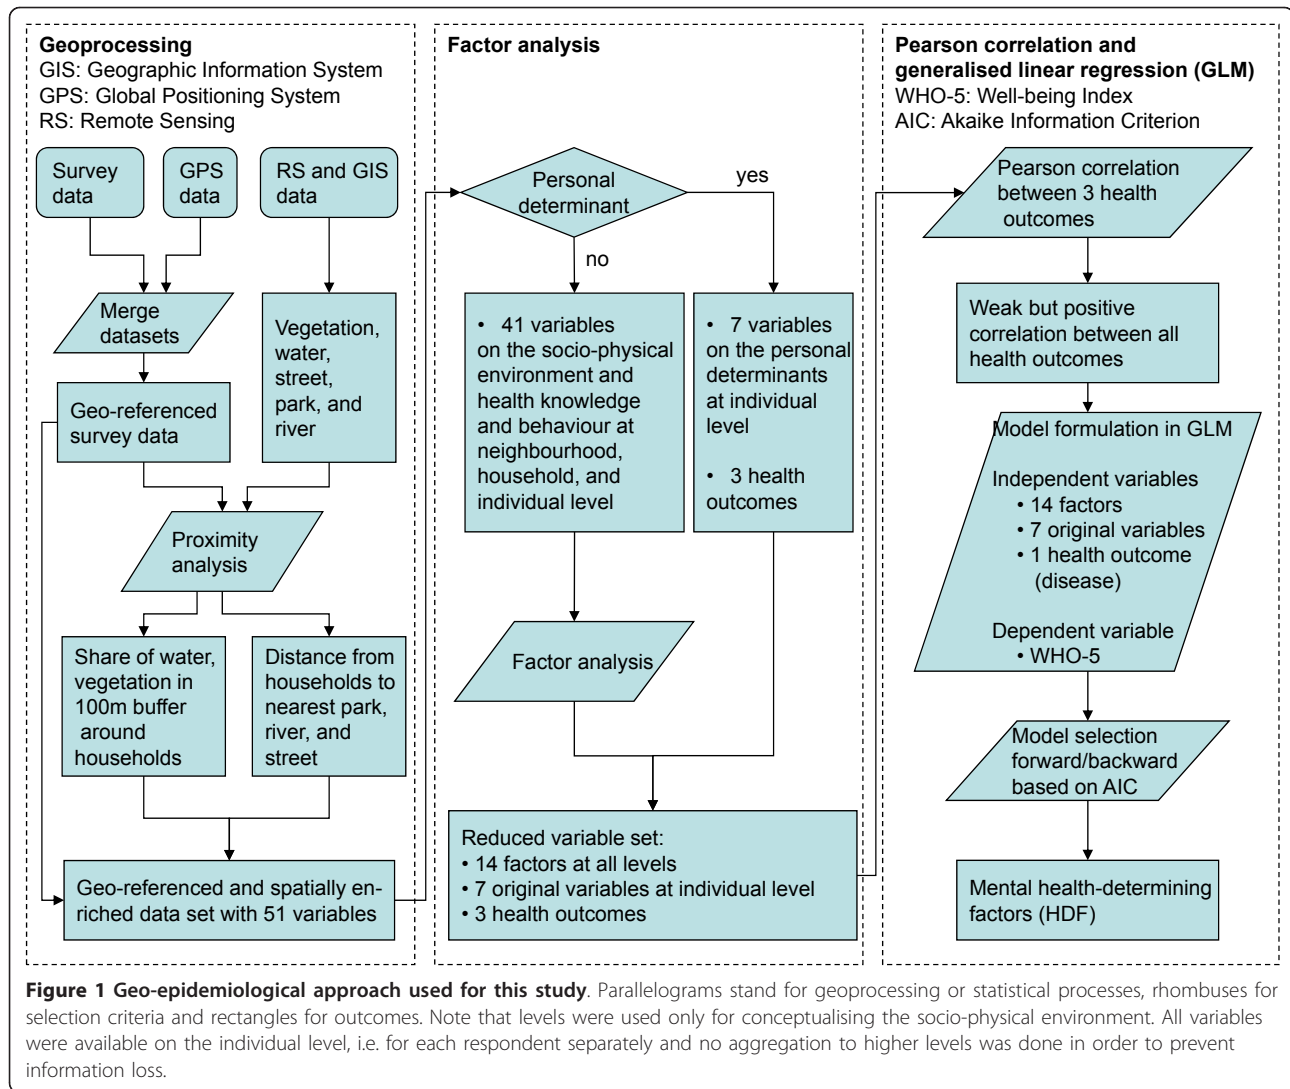 Geoprocessing
GIS: Geographic Information System
GPS: Global Positioning System
RS: Remote Sensing
Survey
data
GPS
data
RS and GIS
data
Merge
datasets
Vegetation,
water,
street,
park, and
river
Geo-referenced
survey data
Proximity
analysis
Share of water,
vegetation in
100m buffer
around
households
Distance from
households to
nearest park,
river, and
street
Geo-referenced and spatially en-
riched data set with 51 variables
Factor analysis
Personal
determinant
yes
no
• 41 variables
on the socio-physical
environment and
health knowledge
and behaviour at
neighbourhood,
household, and
individual level
• 7 variables
on the personal
determinants
at individual
level
• 3 health
outcomes
Factor analysis
Reduced variable set:
• 14 factors at all levels
• 7 original variables at individual level
• 3 health outcomes
Pearson correlation and
generalised linear regression (GLM)
WHO-5: Well-being Index
AIC: Akaike Information Criterion
Pearson correlation
between 3 health
outcomes
Weak but positive
correlation between all
health outcomes
Model formulation in GLM
Independent variables
• 14 factors
• 7 original variables
• 1 health outcome
(disease)
Dependent variable
• WHO-5
Model selection
forward/backward
based on AIC
Mental health-determining
factors (HDF)
Figure 1 Geo-epidemiological approach used for this study. Parallelograms stand for geoprocessing or statistical processes, rhombuses for
selection criteria and rectangles for outcomes. Note that levels were used only for conceptualising the socio-physical environment. All variables
were available on the individual level, i.e. for each respondent separately and no aggregation to higher levels was done in order to prevent
information loss.